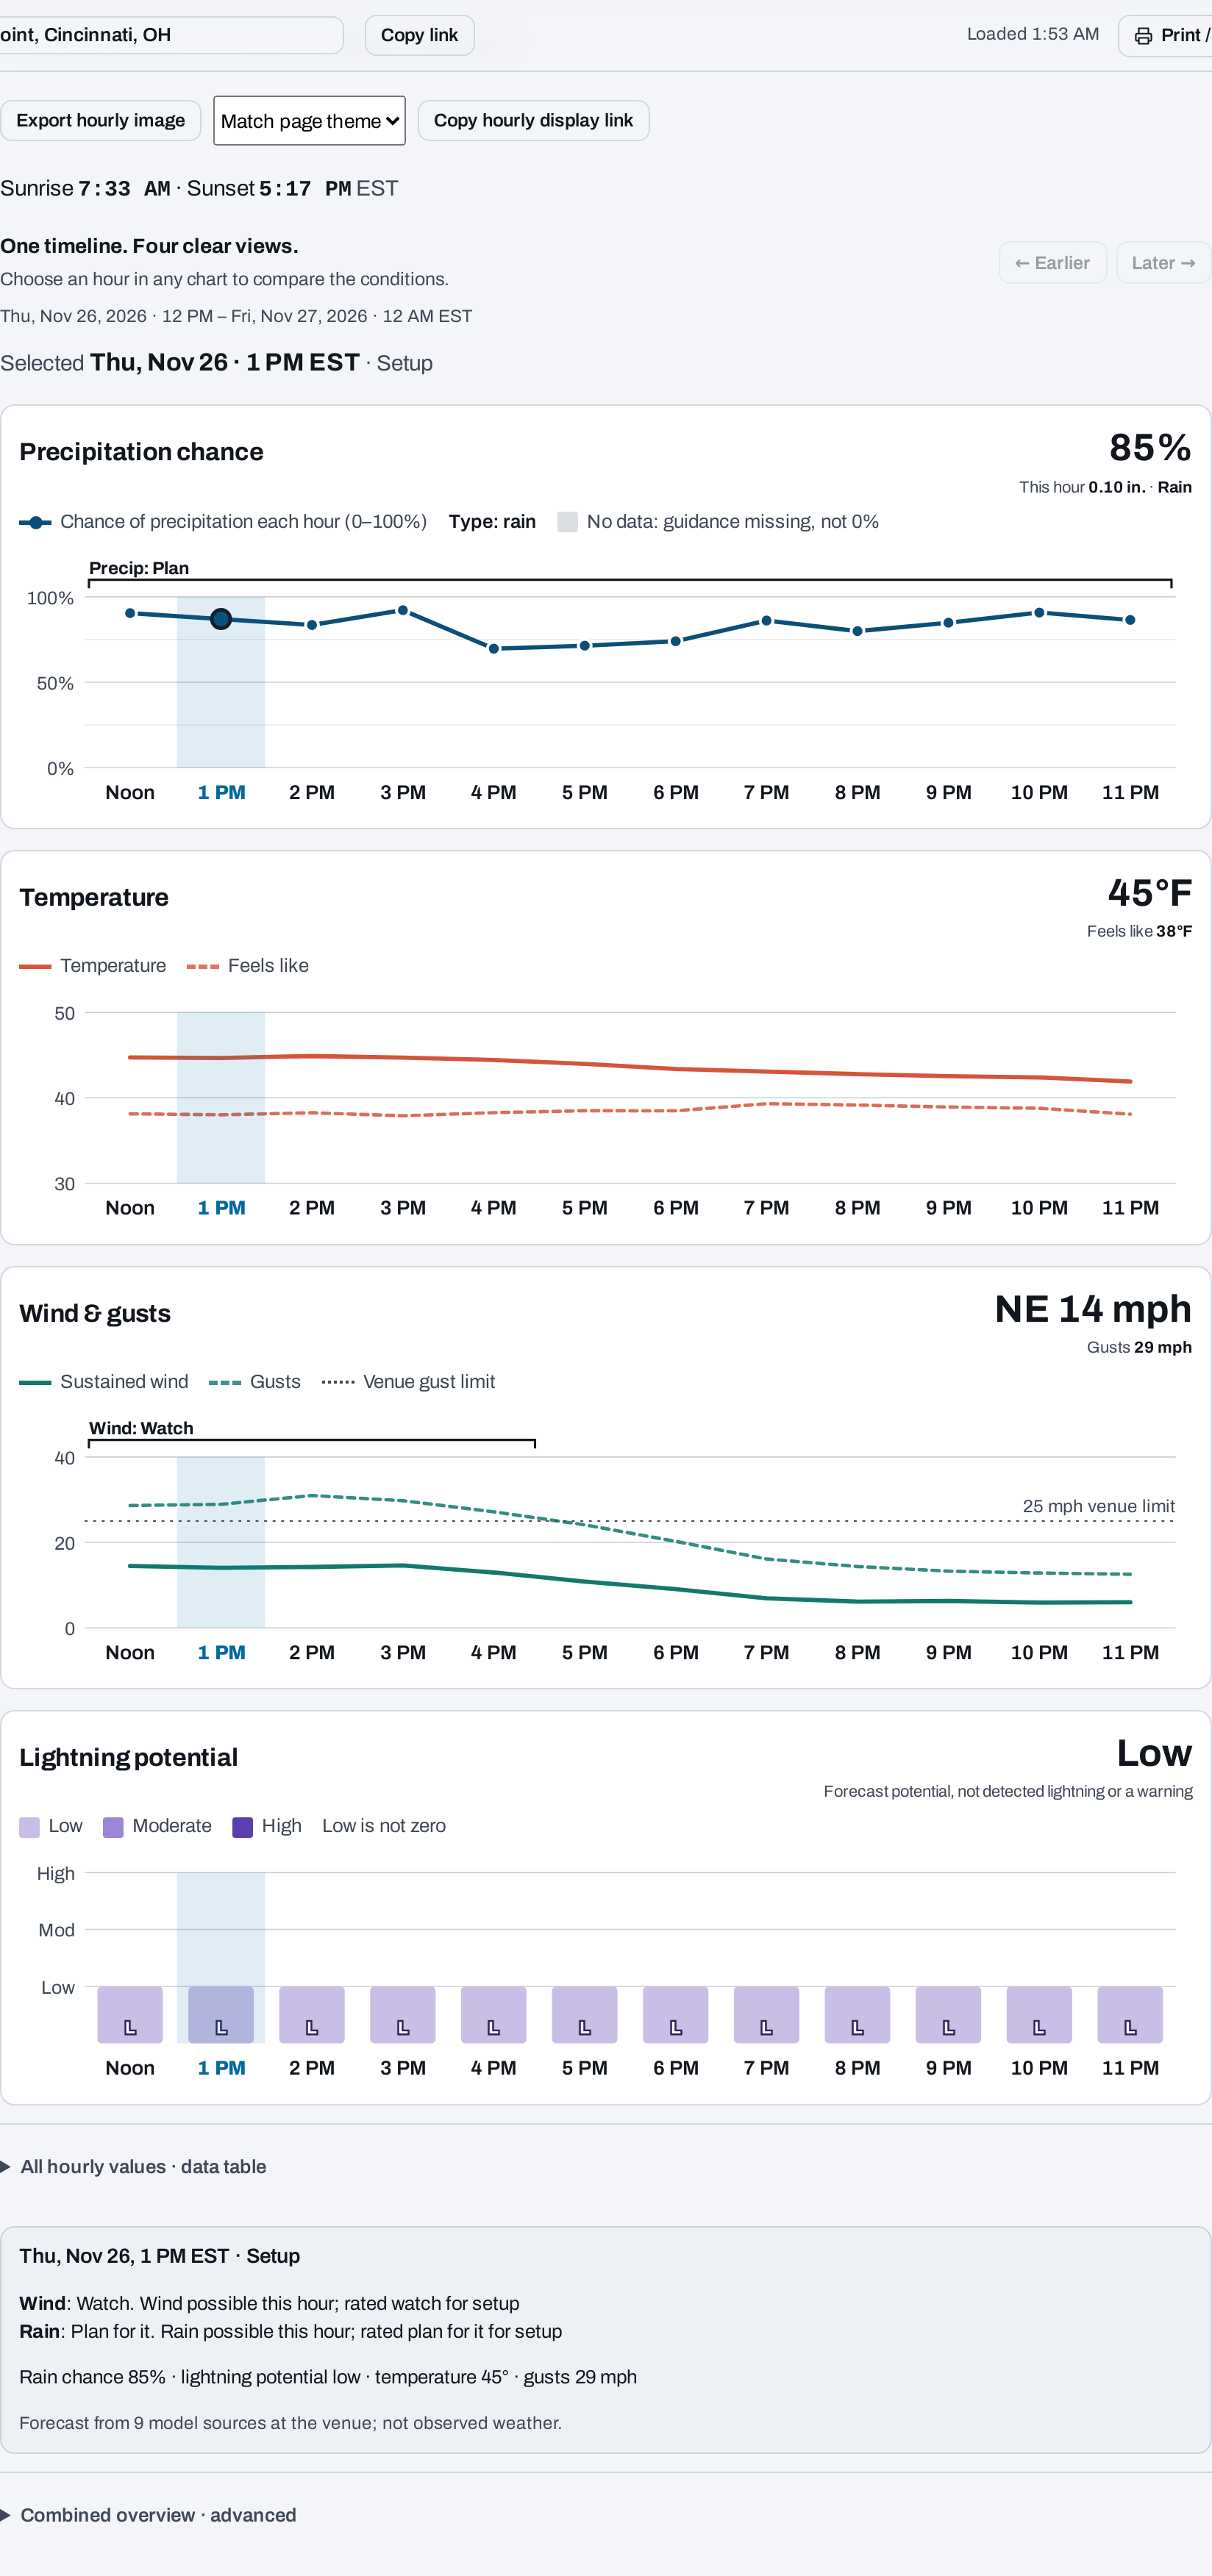 oint, Cincinnati, OH
Copy link
Loaded 1:53 AM
Print /
Export hourly image
Match page theme
Copy hourly display link
Sunrise 7:33 AM · Sunset 5:17 PM EST
One timeline. Four clear views.
Choose an hour in any chart to compare the conditions.
← Earlier
Later →
Thu, Nov 26, 2026 · 12 PM – Fri, Nov 27, 2026 · 12 AM EST
Selected Thu, Nov 26 · 1 PM EST · Setup
Precipitation chance
85%
This hour 0.10 in. · Rain
Chance of precipitation each hour (0–100%)
Type: rain
No data: guidance missing, not 0%
Precip: Plan
100%
50%
0%
Noon 1 PM 2 PM 3 PM 4 PM 5 PM 6 PM 7 PM 8 PM 9 PM 10 PM 11 PM
Temperature
45°F
Feels like 38°F
Temperature
Feels like
50
40
30
Noon 1 PM 2 PM 3 PM 4 PM 5 PM 6 PM 7 PM 8 PM 9 PM 10 PM 11 PM
Wind & gusts
NE 14 mph
Gusts 29 mph
Sustained wind
Gusts
Venue gust limit
Wind: Watch
40
25 mph venue limit
20
0
Noon 1 PM 2 PM 3 PM 4 PM 5 PM 6 PM 7 PM 8 PM 9 PM 10 PM 11 PM
Lightning potential
Low
Forecast potential, not detected lightning or a warning
Low
Moderate
High
Low is not zero
High
Mod
Low
L L L L L L L L L L L L
Noon 1 PM 2 PM 3 PM 4 PM 5 PM 6 PM 7 PM 8 PM 9 PM 10 PM 11 PM
All hourly values · data table
Thu, Nov 26, 1 PM EST · Setup
Wind: Watch. Wind possible this hour; rated watch for setup
Rain: Plan for it. Rain possible this hour; rated plan for it for setup
Rain chance 85% · lightning potential low · temperature 45° · gusts 29 mph
Forecast from 9 model sources at the venue; not observed weather.
Combined overview · advanced